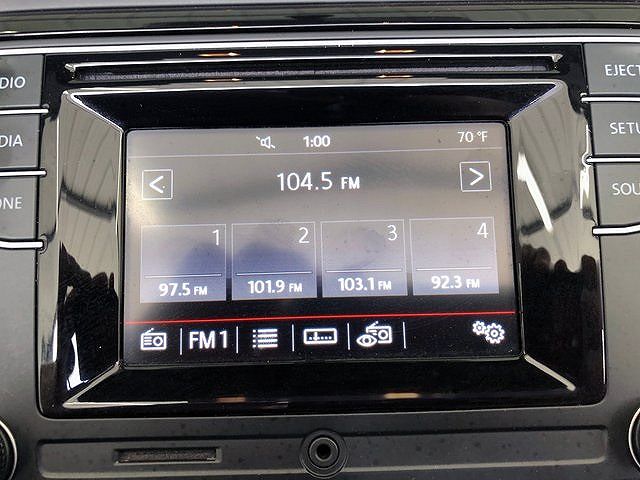 1:00 70 °F
104.5 FM
1 2 3 4
97.5 FM 101.9 FM 103.1 FM 92.3 FM
FM1
DIO
DIA
ONE
EJECT
SETU
SOU